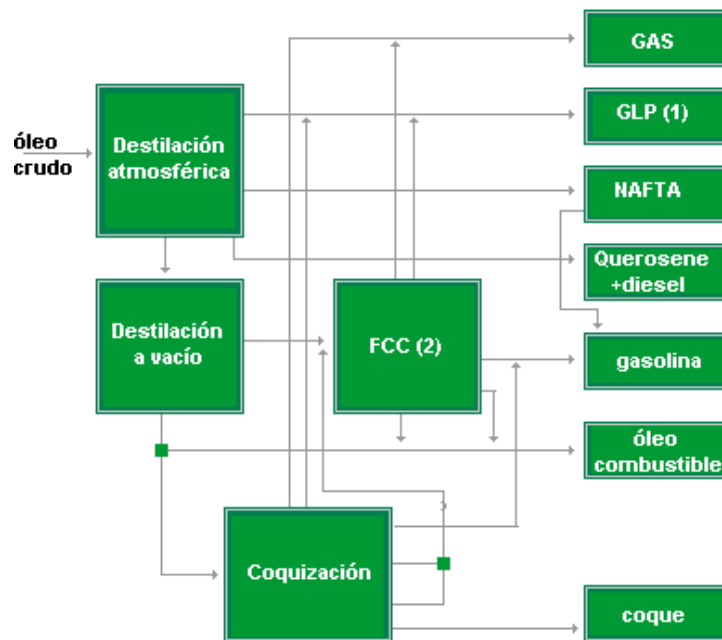 GAS
GLP (1)
óleo
crudo
Destilación
atmosférica
NAFTA
Querosene
+diesel
Destilación
a vacío
FCC (2)
gasolina
óleo
combustible
Coquización
coque